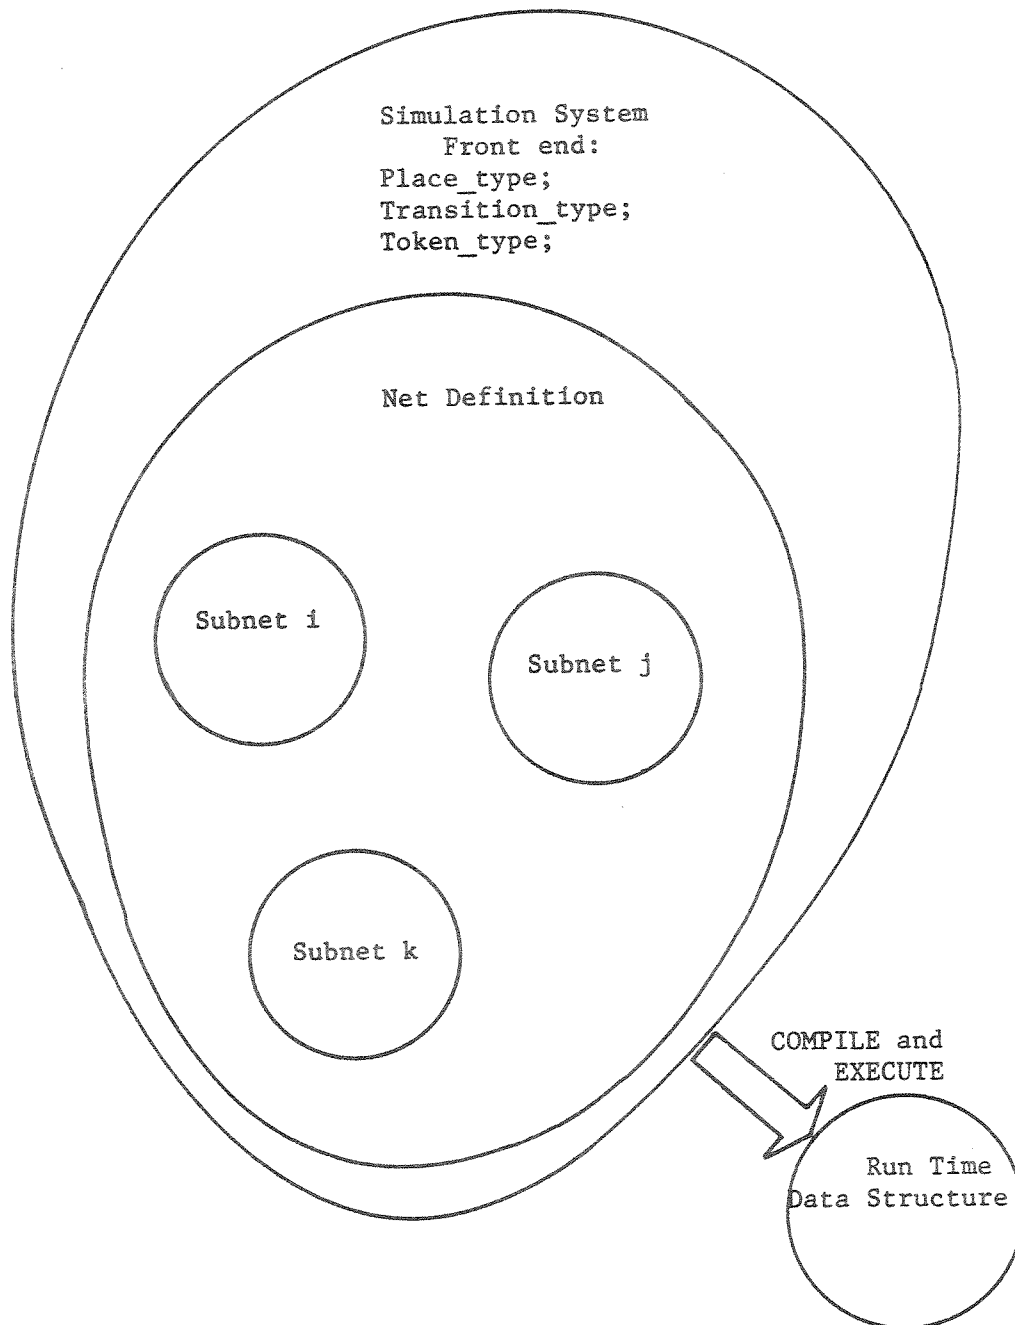 Simulation System
Front end:
Place_type;
Transition_type;
Token_type;
Net Definition
Subnet i
Subnet j
Subnet k
COMPILE and
EXECUTE
Run Time
Data Structure